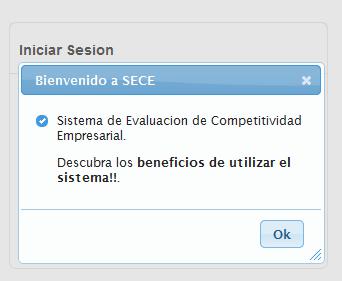 Iniciar Sesion
Bienvenido a SECE
Sistema de Evaluacion de Competitividad
Empresarial.
Descubra los beneficios de utilizar el
sistema!!.
Ok